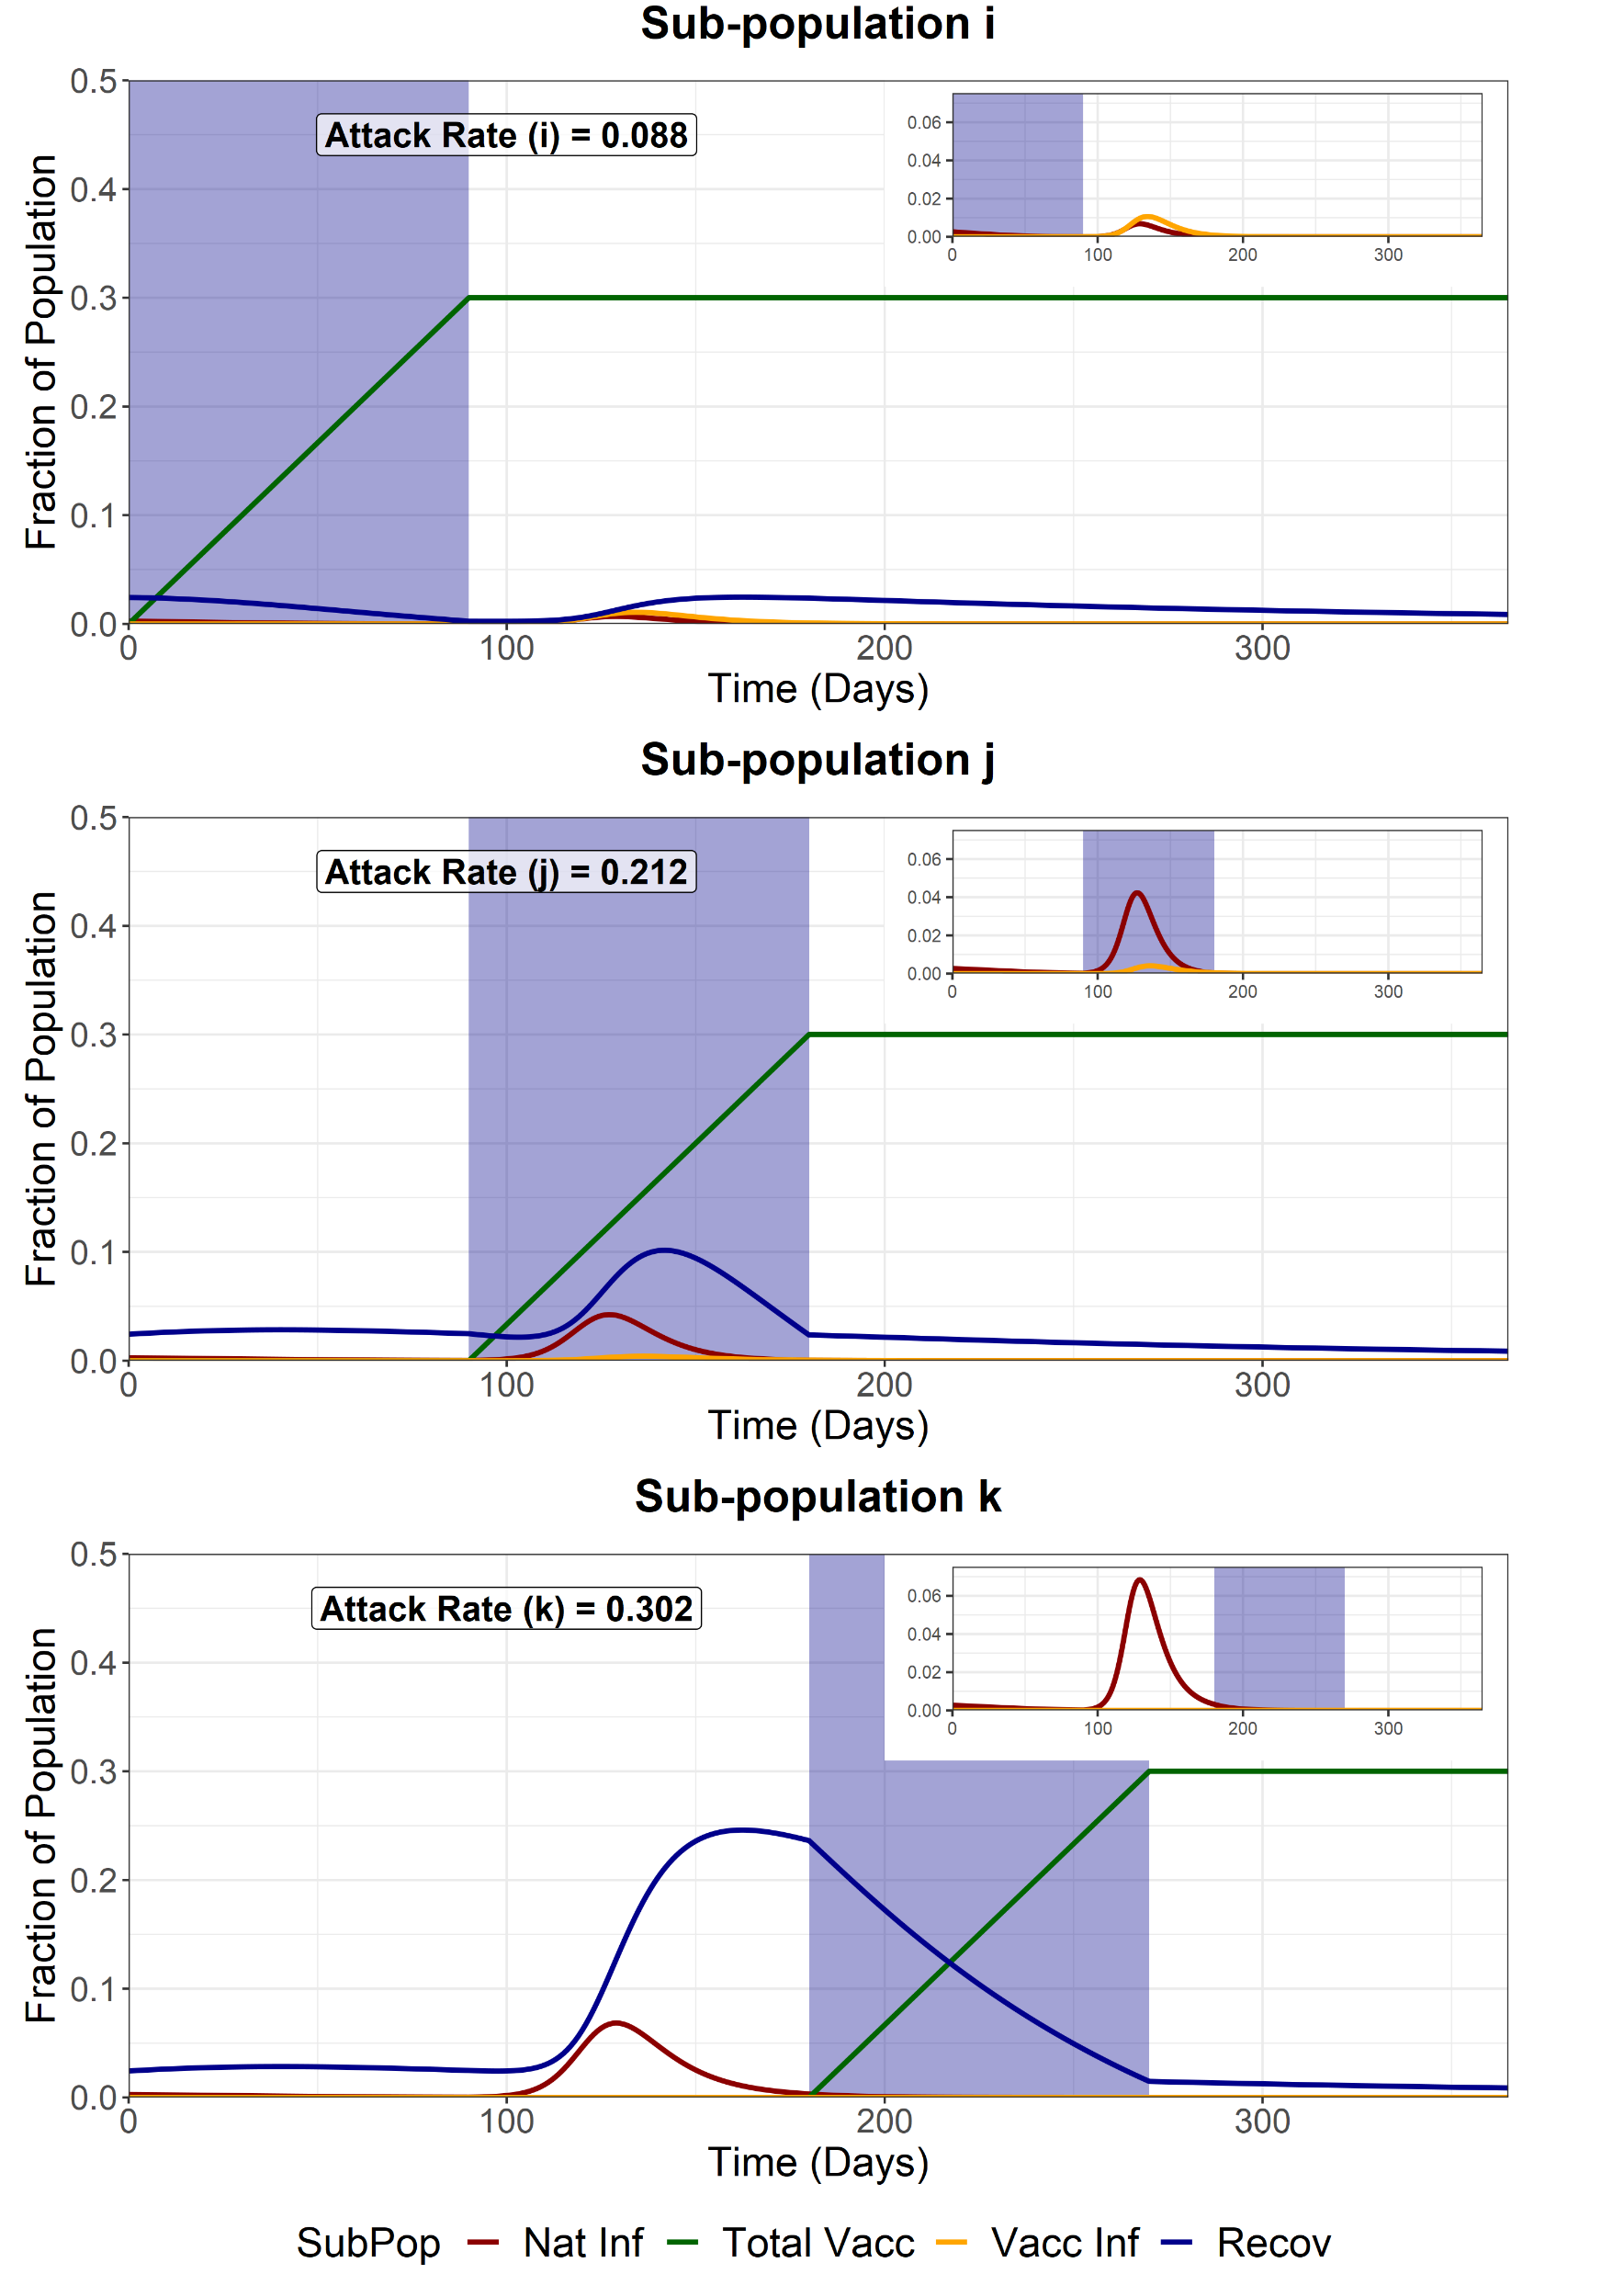 Sub-population i
Fraction of Population
0.5
0.4
0.3
0.2
0.1
0.0
Attack Rate (i) = 0.088
0.06
0.04
0.02
0.00
0 100 200 300
0 100 200 300
Time (Days)
Sub-population j
Fraction of Population
0.5
0.4
0.3
0.2
0.1
0.0
Attack Rate (j) = 0.212
0.06
0.04
0.02
0.00
0 100 200 300
0 100 200 300
Time (Days)
Sub-population k
Fraction of Population
0.5
0.4
0.3
0.2
0.1
0.0
Attack Rate (k) = 0.302
0.06
0.04
0.02
0.00
0 100 200 300
0 100 200 300
Time (Days)
SubPop Nat Inf Total Vacc Vacc Inf Recov